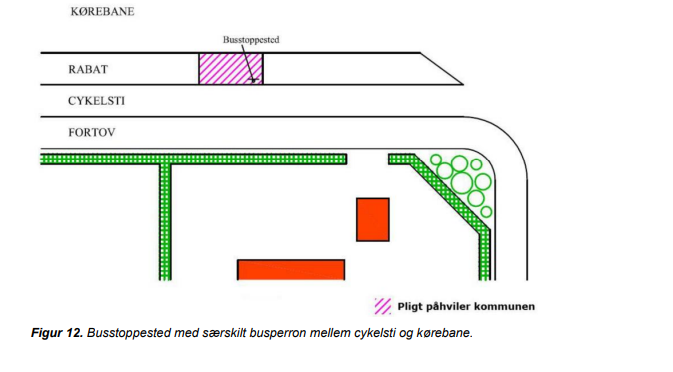 KØREBANE
Busstoppested
RABAT
CYKELSTI
FORTOV
Pligt påhviler kommunen
Figur 12. Busstoppested med særskilt busperron mellem cykelsti og kørebane.